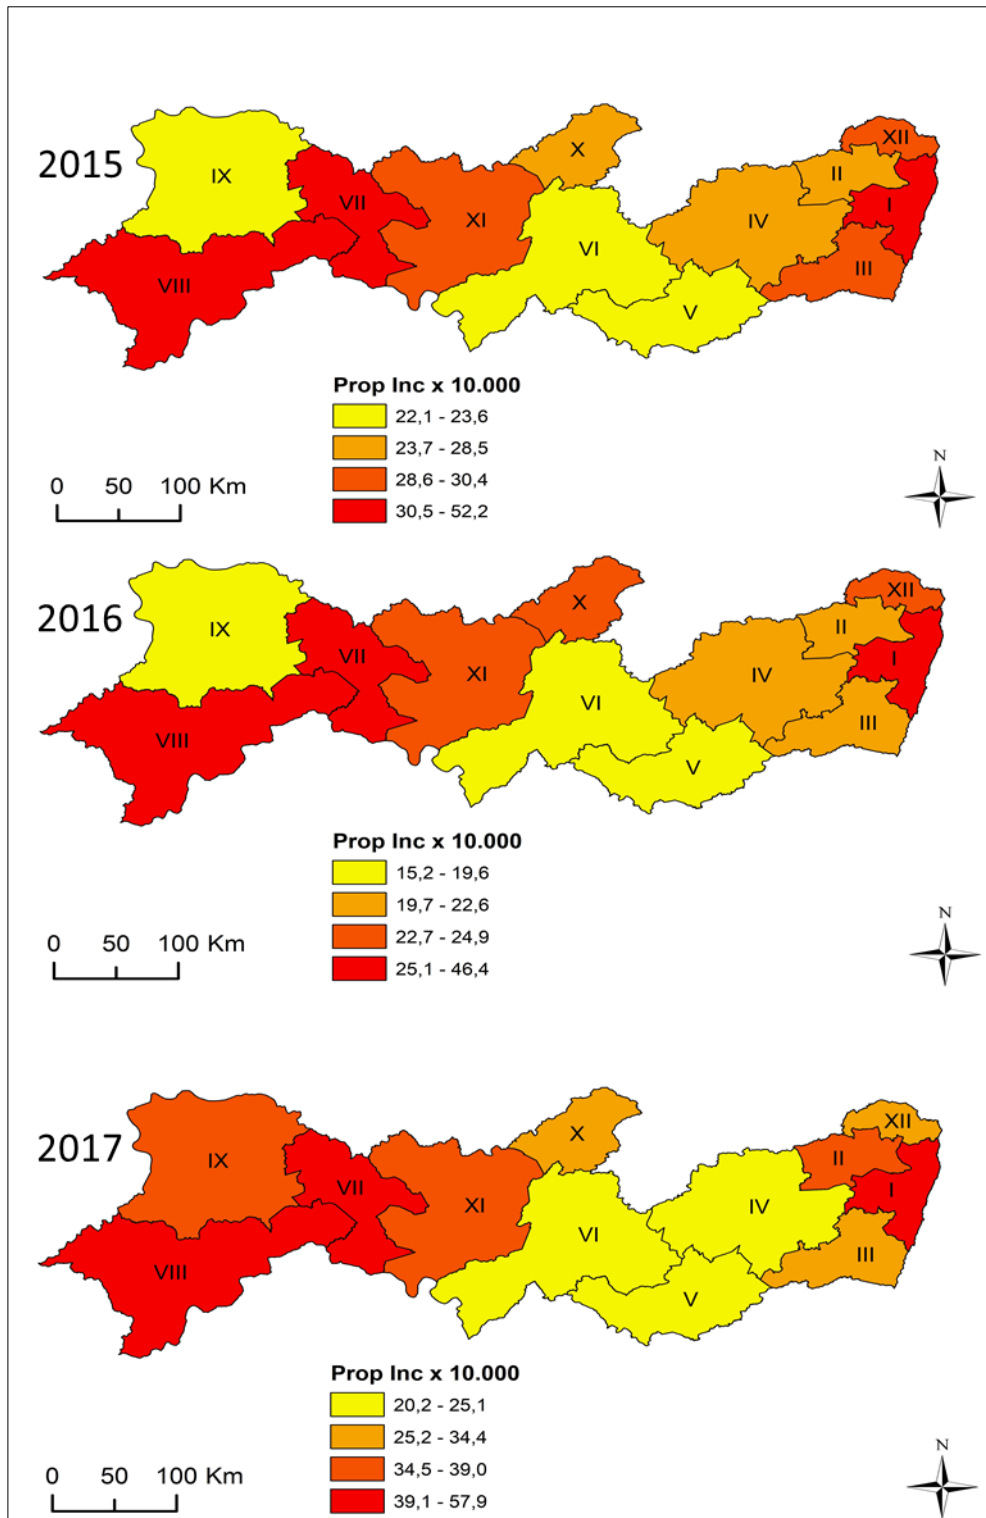 2015
IX
VII
VIII
XI
X
VI
V
IV
II
XII
I
III
Prop Inc x 10.000
22,1 - 23,6
23,7 - 28,5
28,6 - 30,4
30,5 - 52,2
0 50 100 Km
N
2016
IX
VII
VIII
XI
X
VI
V
IV
II
XII
I
III
Prop Inc x 10.000
15,2 - 19,6
19,7 - 22,6
22,7 - 24,9
25,1 - 46,4
0 50 100 Km
N
2017
IX
VII
VIII
XI
X
VI
V
IV
II
XII
I
III
Prop Inc x 10.000
20,2 - 25,1
25,2 - 34,4
34,5 - 39,0
39,1 - 57,9
0 50 100 Km
N